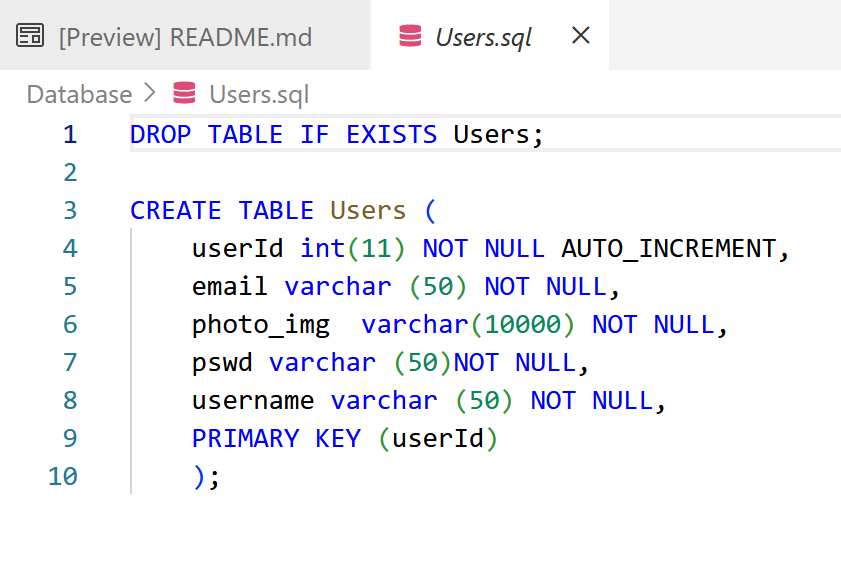 [Preview] README.md Users.sql
Database > Users.sql
1 DROP TABLE IF EXISTS Users;
2
3 CREATE TABLE Users (
4 userId int(11) NOT NULL AUTO_INCREMENT,
5 email varchar (50) NOT NULL,
6 photo_img  varchar(10000) NOT NULL,
7 pswd varchar (50)NOT NULL,
8 username varchar (50) NOT NULL,
9 PRIMARY KEY (userId)
10 );